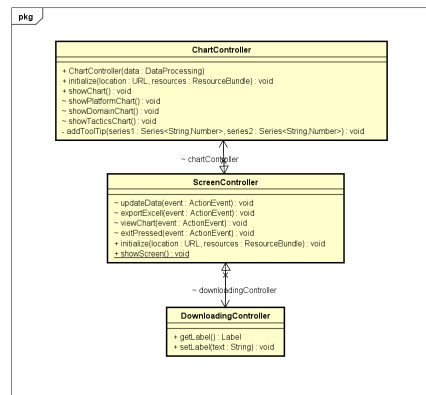 pkg
ChartController
+ ChartController(data : DataProcessing)
+ initialize(location : URL, resources : ResourceBundle) : void
+ showChart() : void
~ showPlatformChart() : void
~ showDomainChart() : void
~ showTacticsChart() : void
- addToolTip(series1 : Series<String,Number>, series2 : Series<String,Number>) : void
~ chartController
ScreenController
~ updateData(event : ActionEvent) : void
~ exportExcell(event : ActionEvent) : void
~ viewChart(event : ActionEvent) : void
~ exitPressed(event : ActionEvent) : void
+ initialize(location : URL, resources : ResourceBundle) : void
+ showScreen() : void
~ downloadingController
DownloadingController
+ getLabel() : Label
+ setLabel(text : String) : void